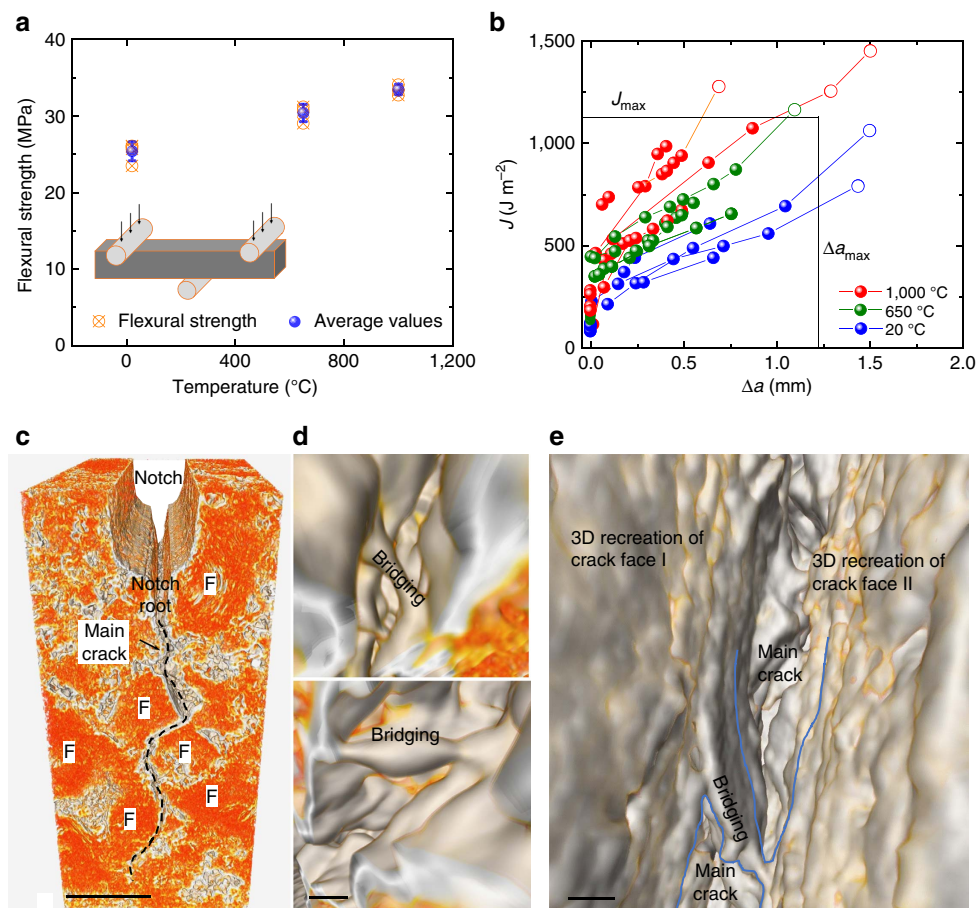 a
40
30
20
10
0
Flexural strength (MPa)
0
400
800
1,200
Temperature (°C)
Flexural strength
Average values
b
1,500
1,000
500
0
J (J m−2)
Jmax
Δamax
1,000 °C
650 °C
20 °C
0.0
0.5
1.0
1.5
2.0
Δa (mm)
c
Notch
F
Notch
root
Main
crack
F
F
F
F
F
d
Bridging
Bridging
e
3D recreation of
crack face I
3D recreation of
crack face II
Main
crack
Bridging
Main
crack